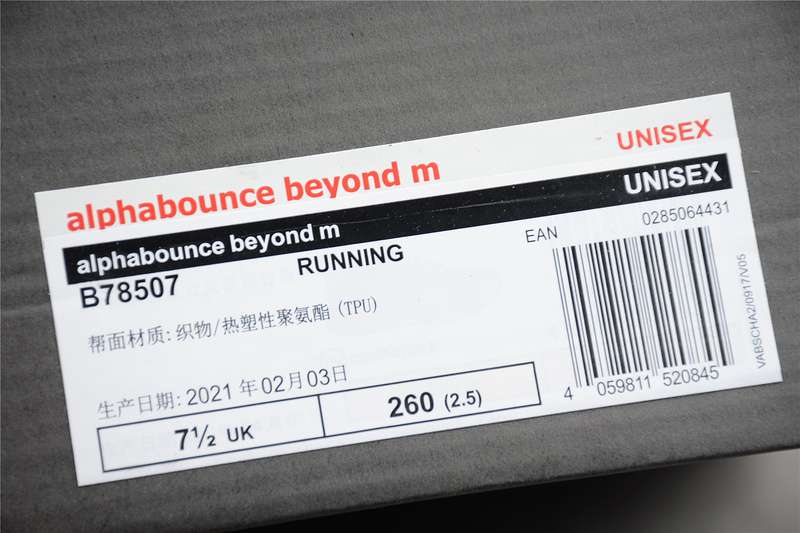 alphabounce beyond m UNISEX
alphabounce beyond m UNISEX
B78507 RUNNING EAN 0285064431
帮面材质: 织物/热塑性聚氨酯 (TPU)
生产日期: 2021 年 02 月 03 日
7½ UK 260 (2.5)
4 059811 520845
VABSCHA2/0917/V05